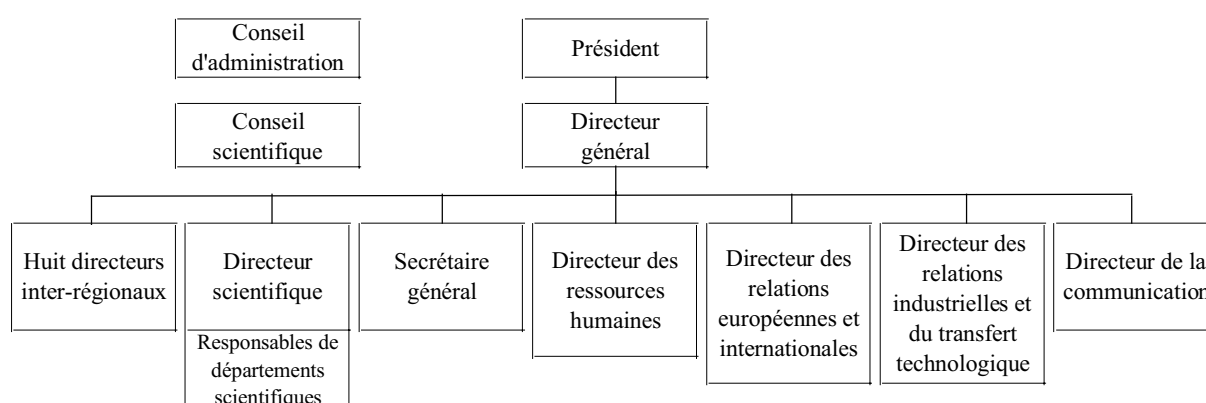 Conseil
d'administration
Président
Conseil
scientifique
Directeur
général
Huit directeurs
inter-régionaux
Directeur
scientifique
Responsables de
départements
scientifiques
Secrétaire
général
Directeur des
ressources
humaines
Directeur des
relations
européennes et
internationales
Directeur des
relations
industrielles et
du transfert
technologique
Directeur de la
communication